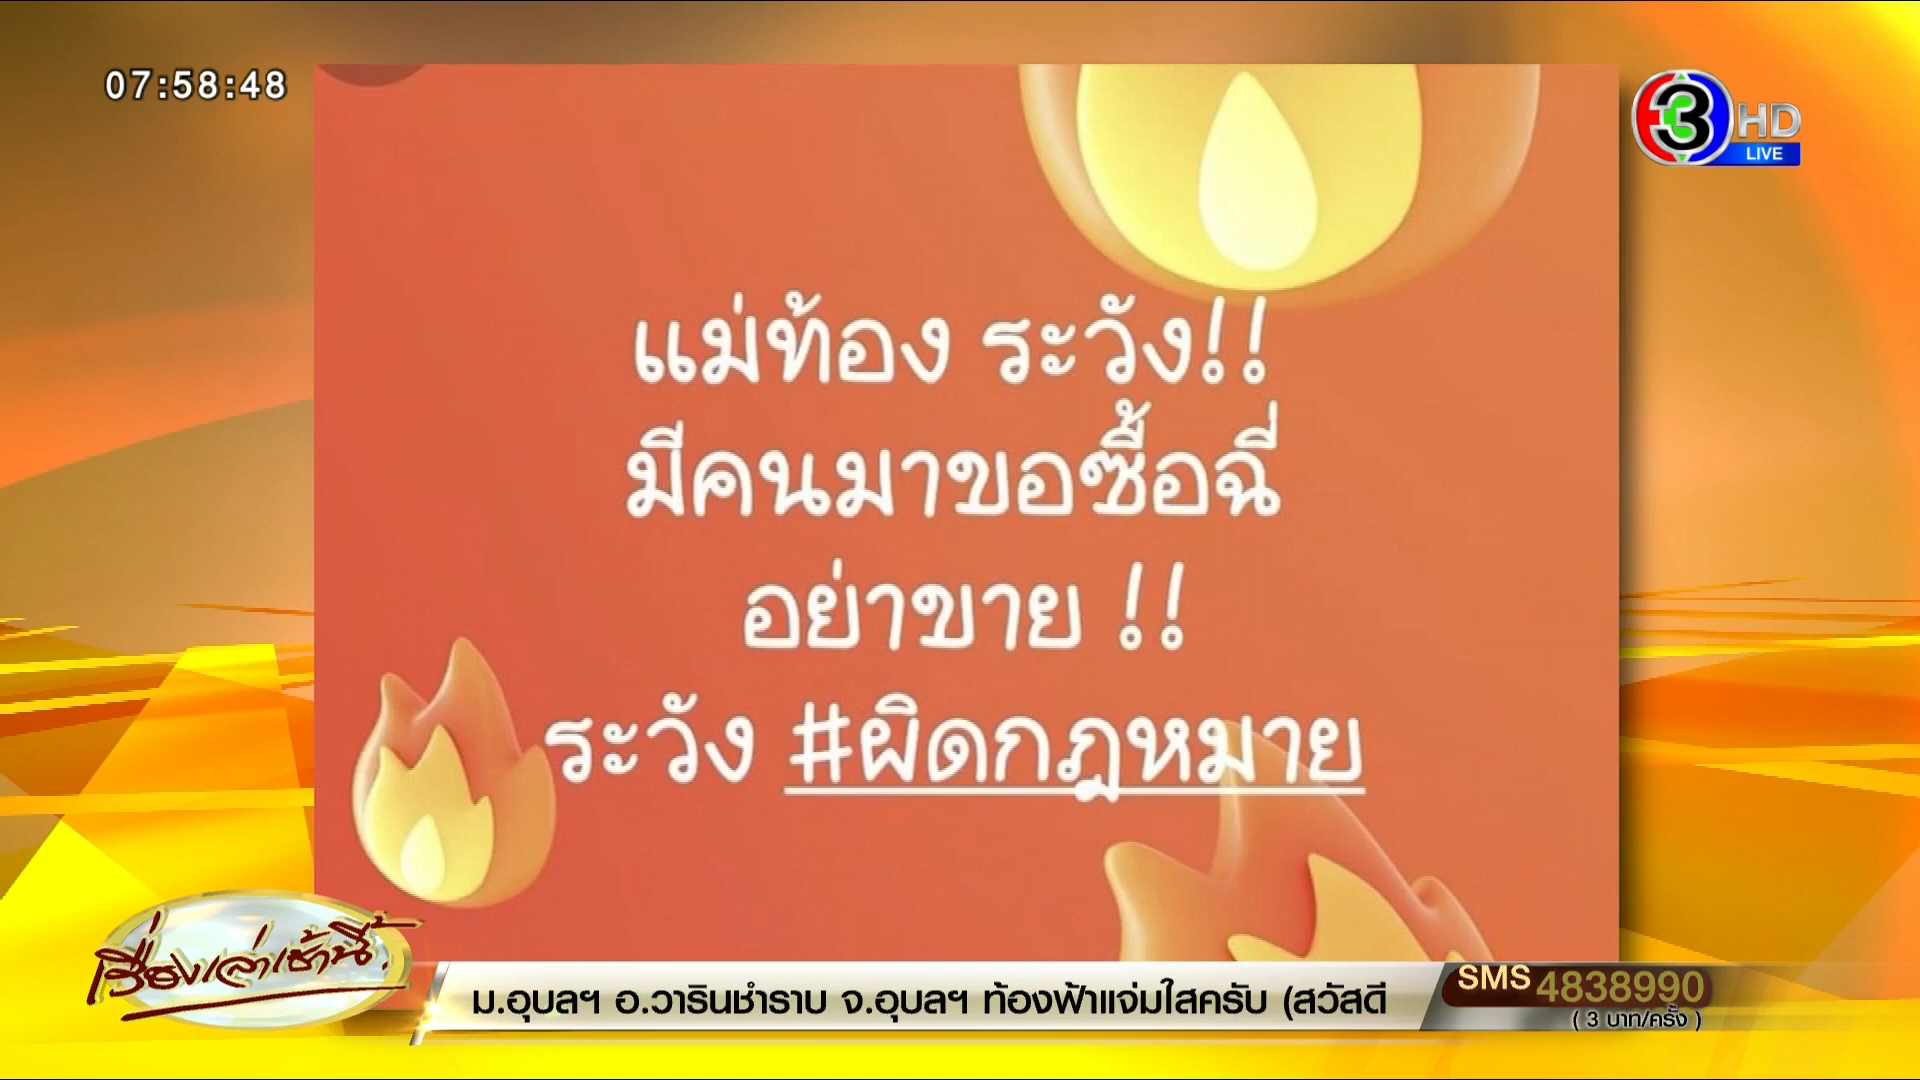 07:58:48
3 HD
LIVE
แม่ท้อง ระวัง!!
มีคนมาขอซื้อฉี่
อย่าขาย !!
ระวัง #ผิดกฎหมาย
เรื่องเล่าเช้านี้
ม.อุบลฯ อ.วารินชำราบ จ.อุบลฯ ท้องฟ้าแจ่มใสครับ (สวัสดี
SMS 4838990
( 3 บาท/ครั้ง )